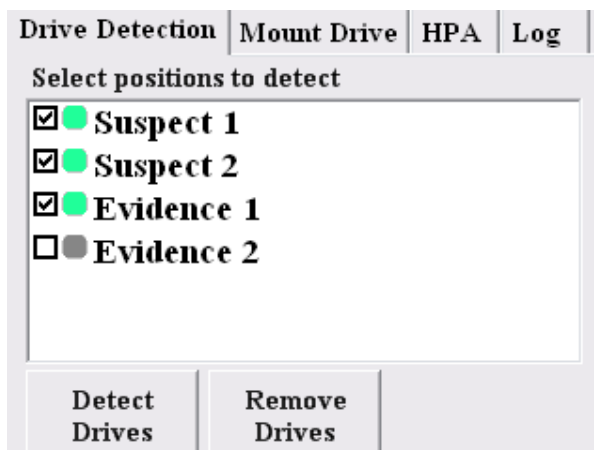 Drive Detection Mount Drive HPA Log
Select positions to detect
Suspect 1
Suspect 2
Evidence 1
Evidence 2
Detect Drives
Remove Drives